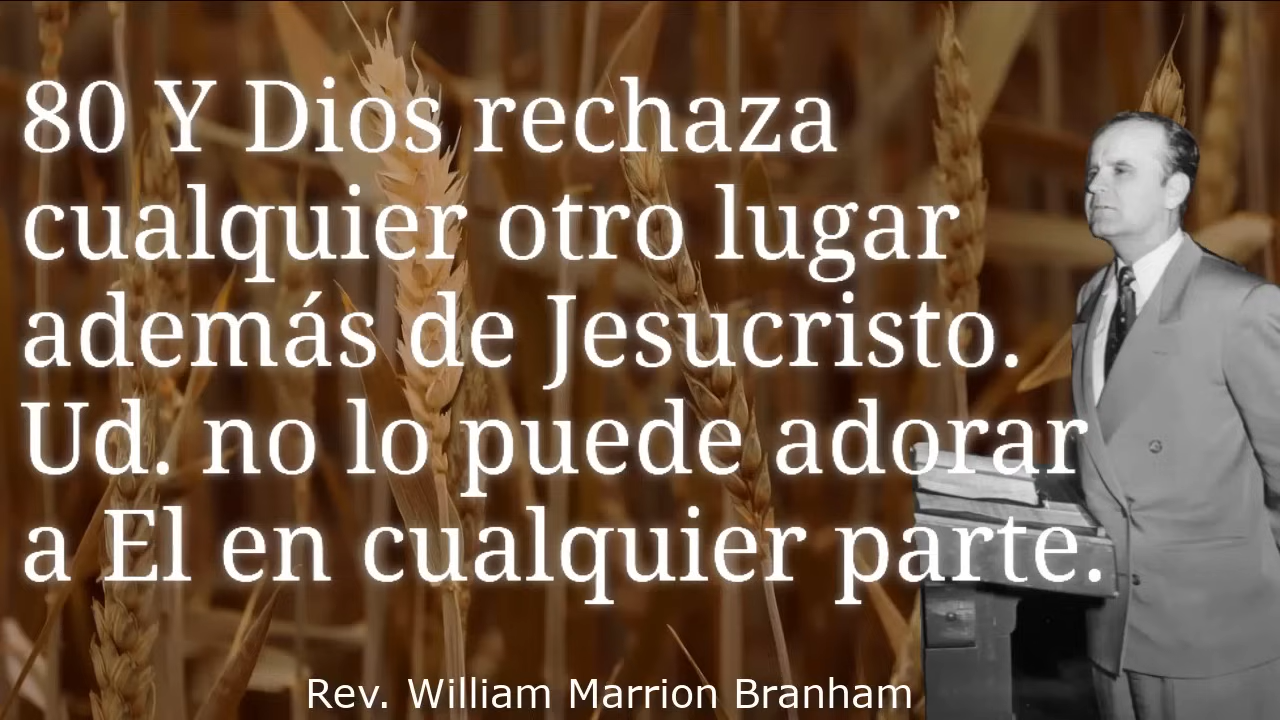 80 Y Dios rechaza
cualquier otro lugar
además de Jesucristo.
Ud. no lo puede adorar
a El en cualquier parte.
Rev. William Marrion Branham